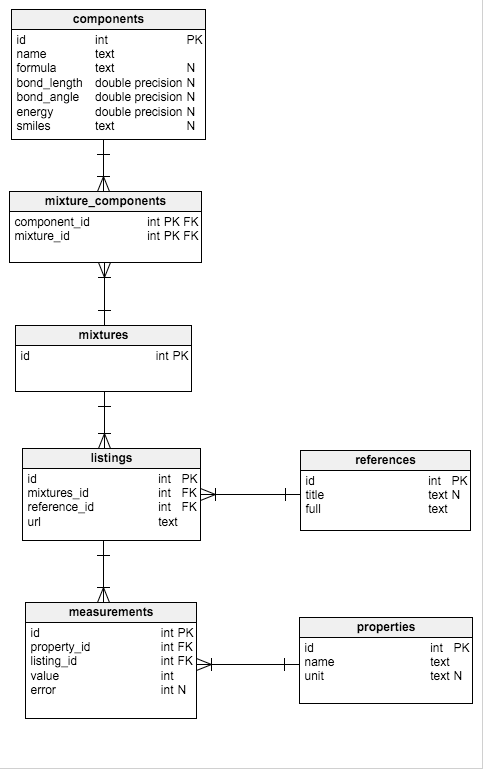 components
id int PK
name text
formula text N
bond_length double precision N
bond_angle double precision N
energy double precision N
smiles text N
mixture_components
component_id int PK FK
mixture_id int PK FK
mixtures
id int PK
listings
id int PK
mixtures_id int FK
reference_id int FK
url text
references
id int PK
title text N
full text
measurements
id int PK
property_id int FK
listing_id int FK
value int
error int N
properties
id int PK
name text
unit text N